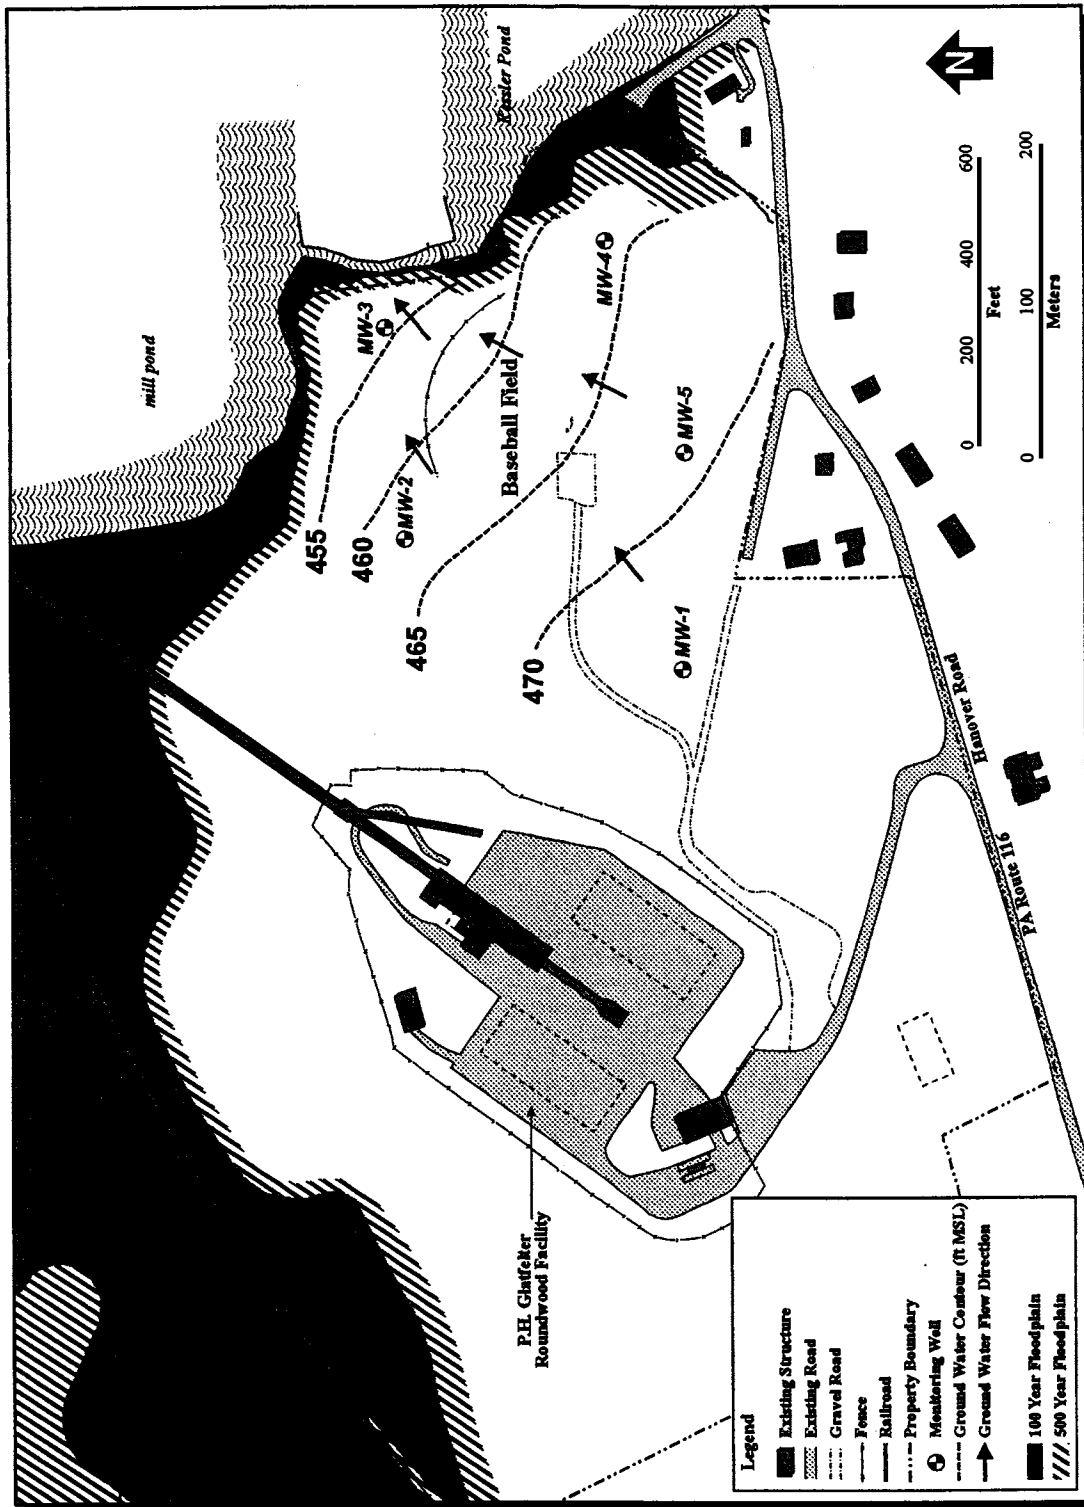 mill pond
Kessler Pond
MW-3
MW-4
Baseball Field
MW-2
MW-5
MW-1
455
460
465
470
N
0 200 400 600
Feet
0 100 200
Meters
Hanover Road
PA Route 116
P.H. Glatfelter
Roundwood Facility
Legend
Existing Structure
Existing Road
Gravel Road
Fence
Railroad
Property Boundary
Monitoring Well
Ground Water Contour (ft MSL)
Ground Water Flow Direction
100 Year Floodplain
500 Year Floodplain